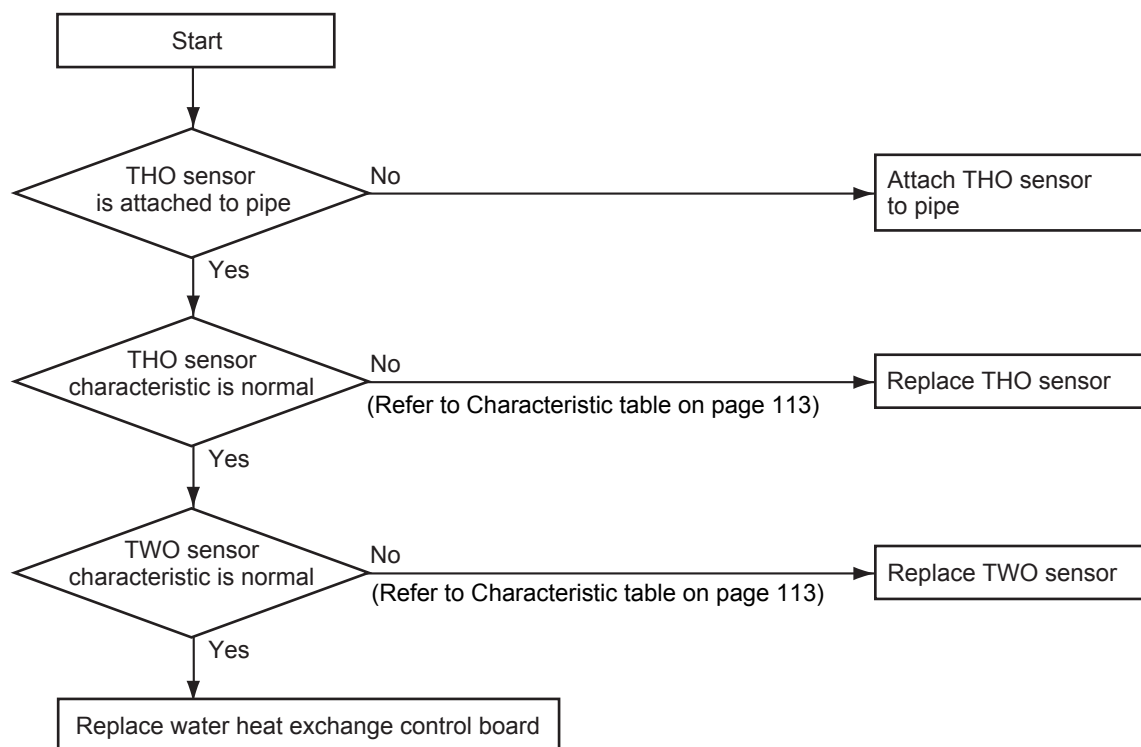 Start
THO sensor
is attached to pipe
No
Attach THO sensor
to pipe
Yes
THO sensor
characteristic is normal
No
(Refer to Characteristic table on page 113)
Replace THO sensor
Yes
TWO sensor
characteristic is normal
No
(Refer to Characteristic table on page 113)
Replace TWO sensor
Yes
Replace water heat exchange control board